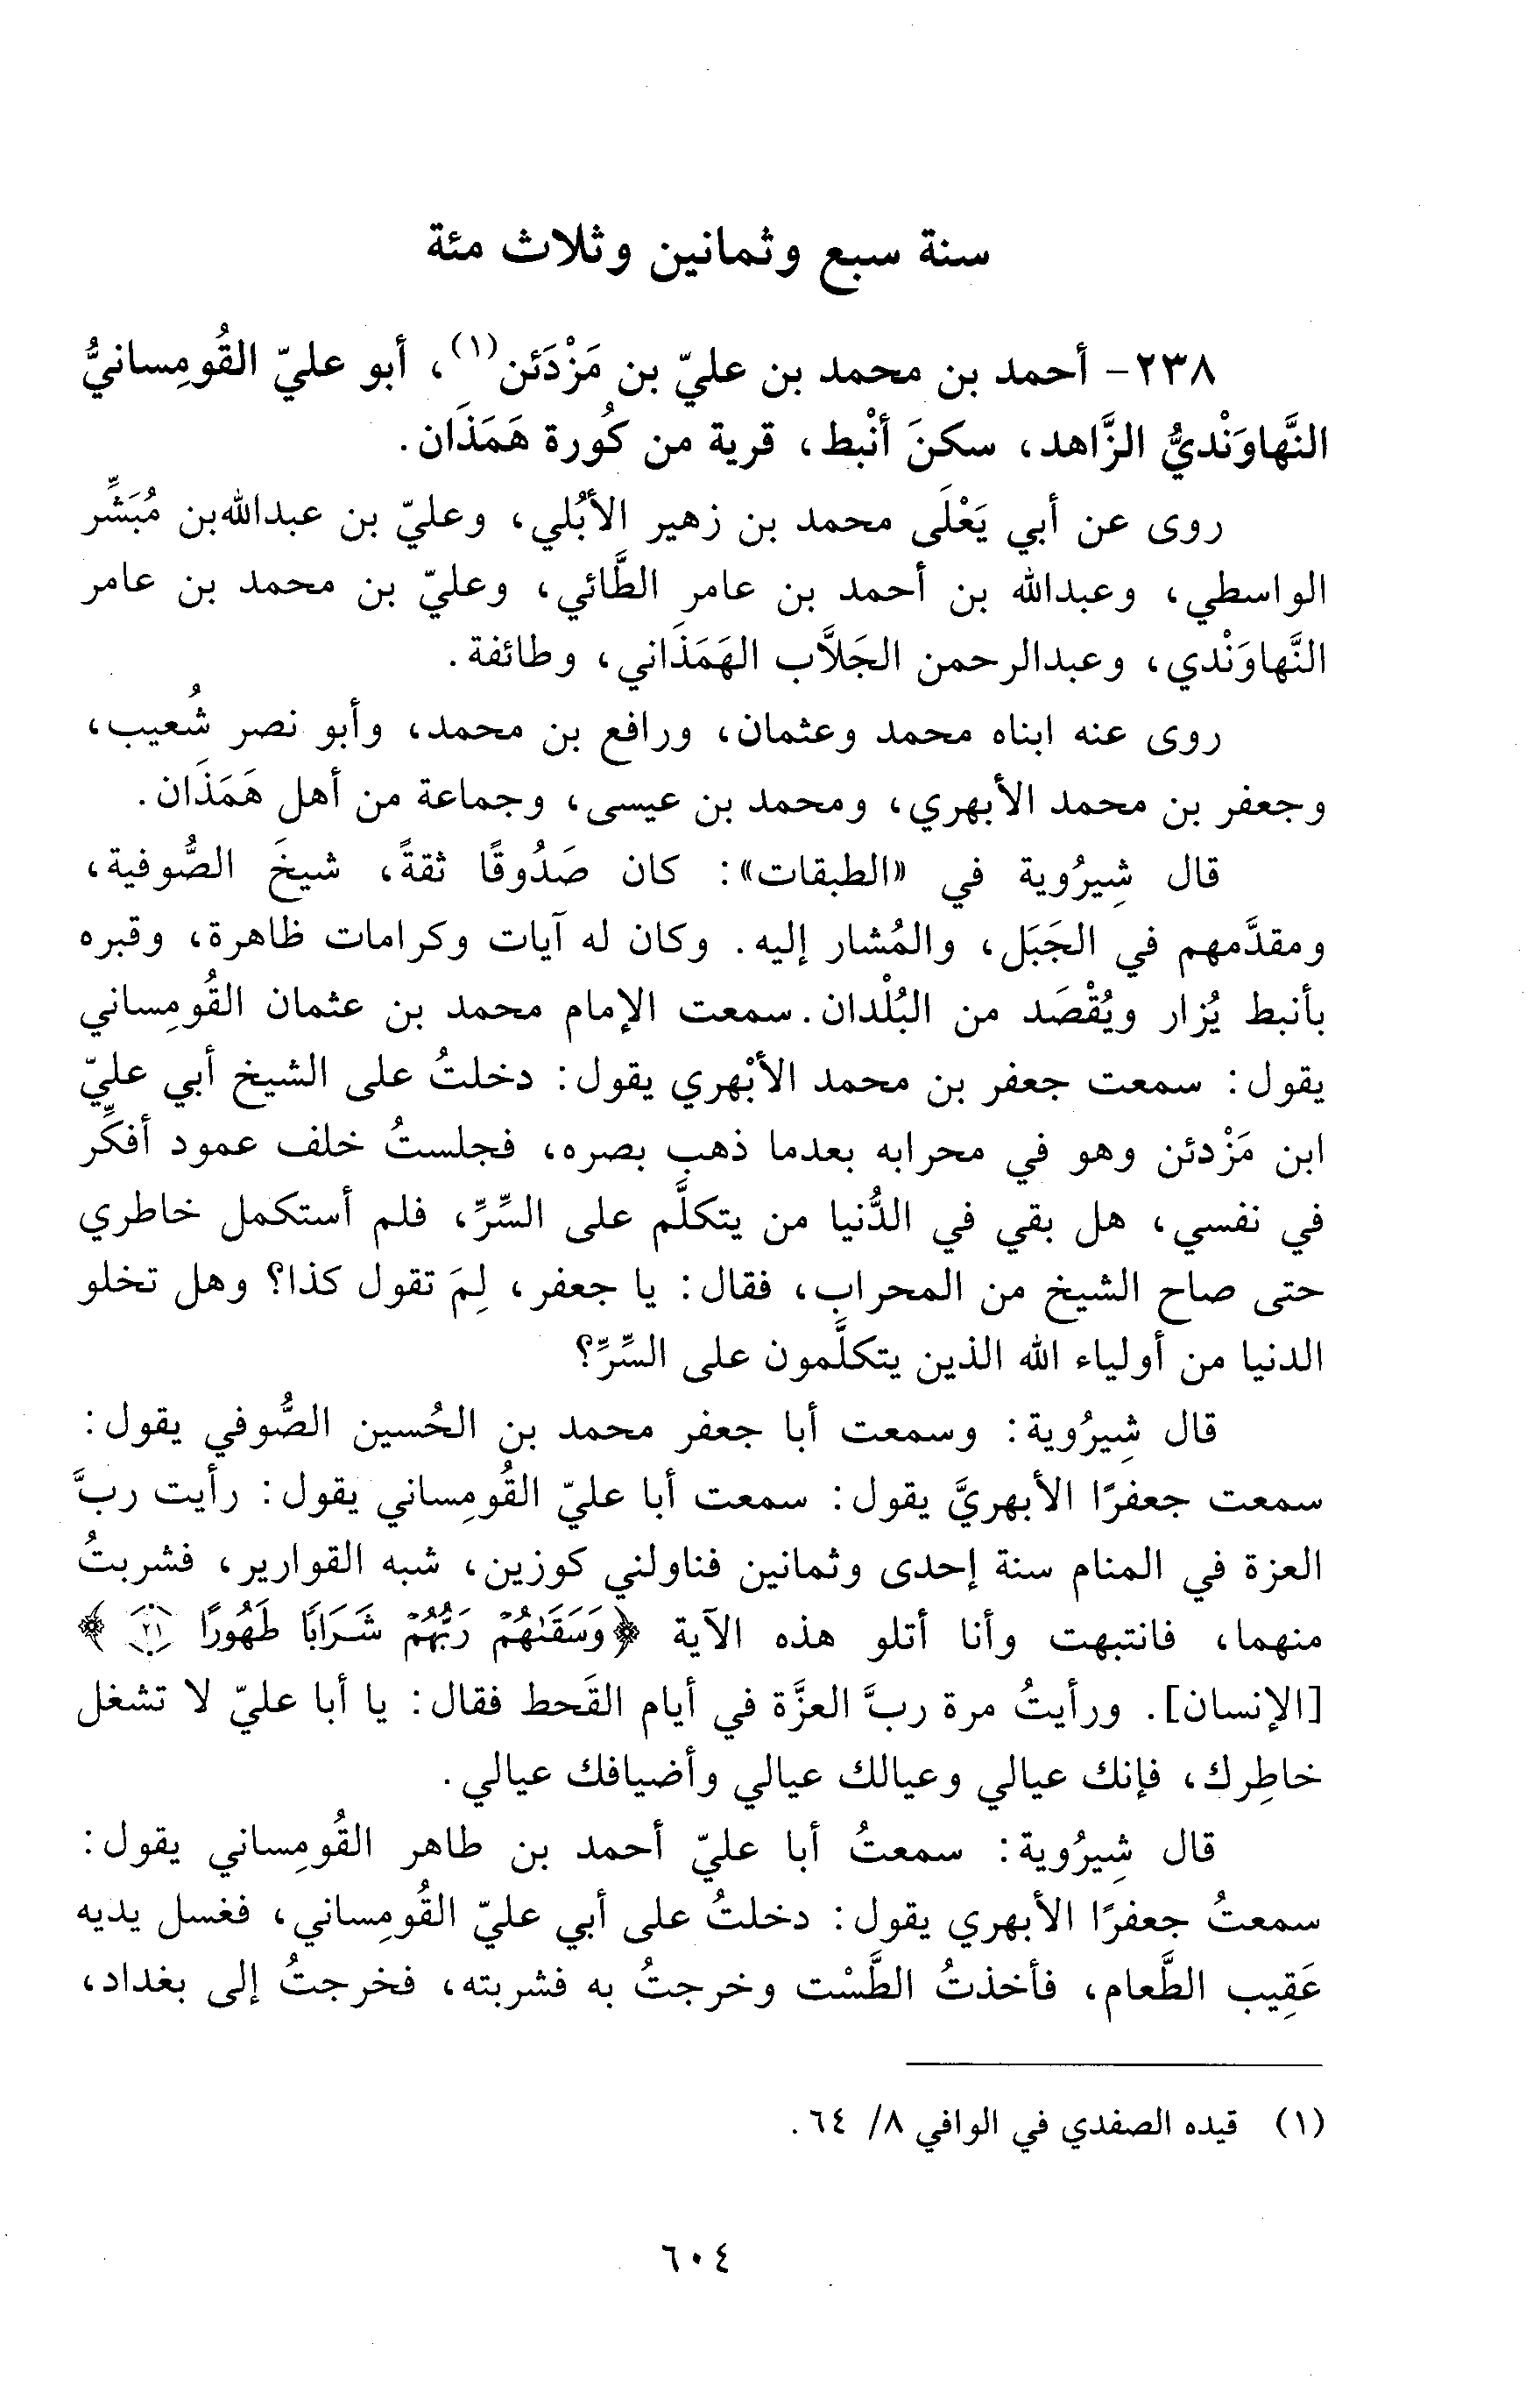 سنة سبع وثمانين وثلاث مئة
٢٣٨- أحمد بن محمد بن عليّ بن مَزْدَئن(١)، أبو عليّ القُومِسانيُّ
النَّهاوَنْديُّ الزَّاهد، سكنَ أنْبط، قرية من كُورة هَمَذَان.
روى عن أبي يَعْلَى محمد بن زهير الأُبُلي، وعليّ بن عبدالله بن مُبَشِّر
الواسطي، وعبدالله بن أحمد بن عامر الطَّائي، وعليّ بن محمد بن عامر
النَّهاوَنْدي، وعبدالرحمن الجَلاَّب الهَمَذَاني، وطائفة.
روى عنه ابناه محمد وعثمان، ورافع بن محمد، وأبو نصر شُعيب،
وجعفر بن محمد الأبهري، ومحمد بن عيسى، وجماعة من أهل هَمَذَان.
قال شِيرُوية في «الطبقات»: كان صَدُوقًا ثقةً، شيخَ الصُّوفية،
ومقدَّمهم في الجَبَل، والمُشار إليه. وكان له آيات وكرامات ظاهرة، وقبره
بأنبط يُزار ويُقْصَد من البُلْدان. سمعت الإمام محمد بن عثمان القُومِساني
يقول: سمعت جعفر بن محمد الأبْهري يقول: دخلتُ على الشيخ أبي عليّ
ابن مَزْدئن وهو في محرابه بعدما ذهب بصره، فجلستُ خلف عمود أفكِّر
في نفسي، هل بقي في الدُّنيا من يتكلَّم على السِّرِّ، فلم أستكمل خاطري
حتى صاح الشيخ من المحراب، فقال: يا جعفر، لِمَ تقول كذا؟ وهل تخلو
الدنيا من أولياء الله الذين يتكلَّمون على السِّرِّ؟
قال شِيرُوية: وسمعت أبا جعفر محمد بن الحُسين الصُّوفي يقول:
سمعت جعفرًا الأبهريَّ يقول: سمعت أبا عليّ القُومِساني يقول: رأيت ربَّ
العزة في المنام سنة إحدى وثمانين فناولني كوزين، شبه القوارير، فشربتُ
منهما، فانتبهت وأنا أتلو هذه الآية ﴿وَسَقَىٰهُمْ رَبُّهُمْ شَرَابًا طَهُورًا ٢١﴾
[الإنسان]. ورأيتُ مرة ربَّ العزَّة في أيام القَحط فقال: يا أبا عليّ لا تشغل
خاطِرك، فإنك عيالي وعيالك عيالي وأضيافك عيالي.
قال شِيرُوية: سمعتُ أبا عليّ أحمد بن طاهر القُومِساني يقول:
سمعتُ جعفرًا الأبهري يقول: دخلتُ على أبي عليّ القُومِساني، فغسل يديه
عَقِيب الطَّعام، فأخذتُ الطَّسْت وخرجتُ به فشربته، فخرجتُ إلى بغداد،
(١) قيده الصفدي في الوافي ٨/ ٦٤.
٦٠٤